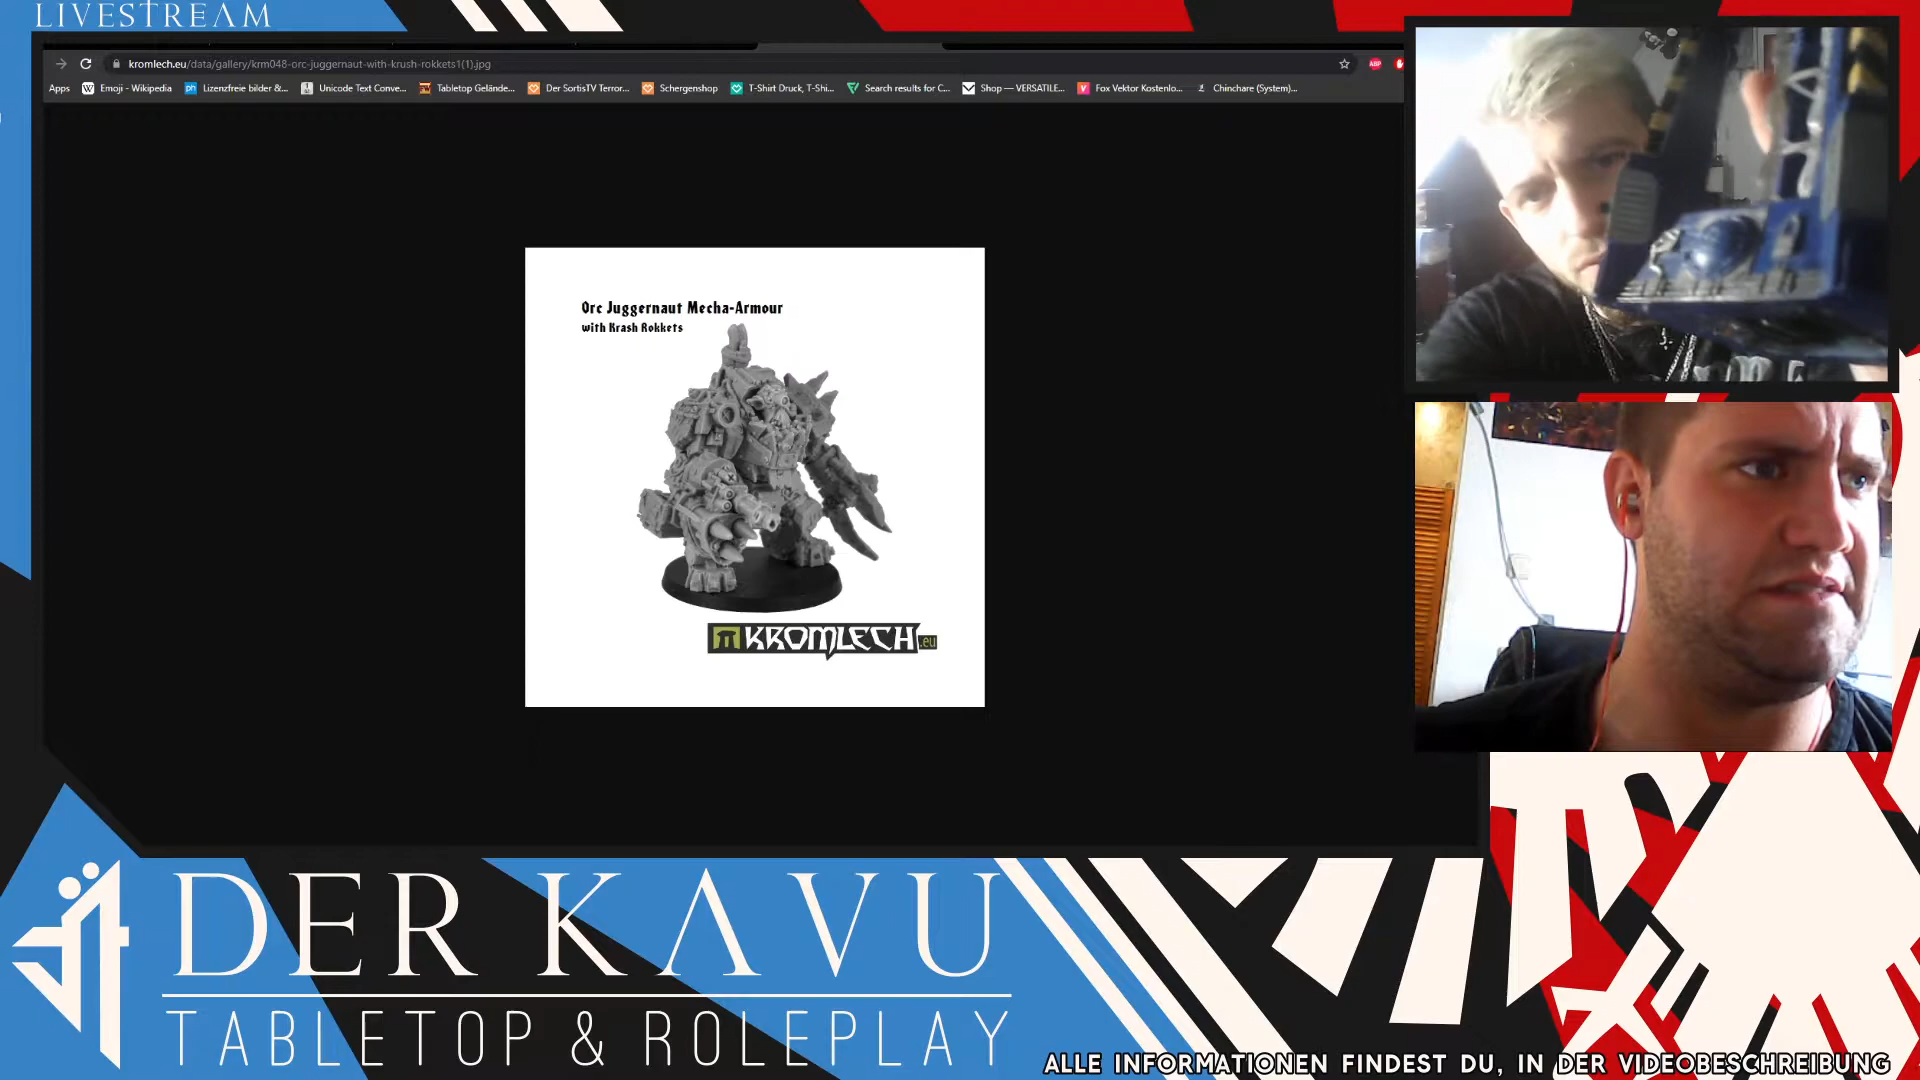 LIVESTREAM
kromlech.eu/data/gallery/krm048-orc-juggernaut-with-krush-rokkets1(1).jpg
ABP
Apps Emoji - Wikipedia Lizenzfreie bilder &... Unicode Text Conve... Tabletop Gelände... Der SortisTV Terror... Schergenshop T-Shirt Druck, T-Shi... Search results for C... Shop — VERSATILE... Fox Vektor Kostenlo... Chinchare (System)...
Orc Juggernaut Mecha-Armour
with Krash Rokkets
KROMLECH.eu
DER KAVU
TABLETOP & ROLEPLAY
ALLE INFORMATIONEN FINDEST DU, IN DER VIDEOBESCHREIBUNG